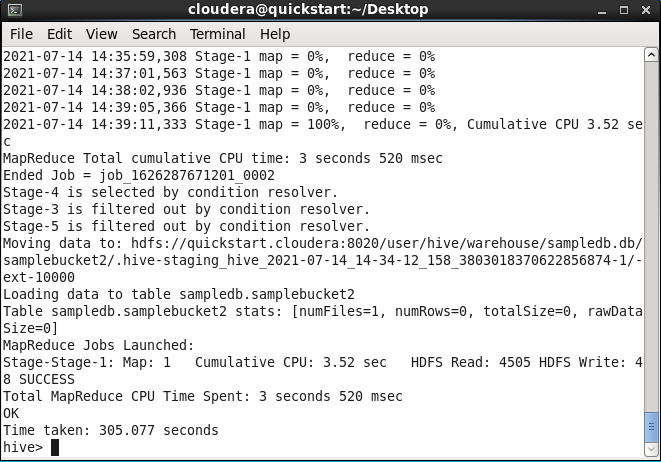 cloudera@quickstart:~/Desktop
File Edit View Search Terminal Help
2021-07-14 14:35:59,308 Stage-1 map = 0%,  reduce = 0%
2021-07-14 14:37:01,563 Stage-1 map = 0%,  reduce = 0%
2021-07-14 14:38:02,936 Stage-1 map = 0%,  reduce = 0%
2021-07-14 14:39:05,366 Stage-1 map = 0%,  reduce = 0%
2021-07-14 14:39:11,333 Stage-1 map = 100%,  reduce = 0%, Cumulative CPU 3.52 se
c
MapReduce Total cumulative CPU time: 3 seconds 520 msec
Ended Job = job_1626287671201_0002
Stage-4 is selected by condition resolver.
Stage-3 is filtered out by condition resolver.
Stage-5 is filtered out by condition resolver.
Moving data to: hdfs://quickstart.cloudera:8020/user/hive/warehouse/sampledb.db/
samplebucket2/.hive-staging_hive_2021-07-14_14-34-12_158_3803018370622856874-1/-
ext-10000
Loading data to table sampledb.samplebucket2
Table sampledb.samplebucket2 stats: [numFiles=1, numRows=0, totalSize=0, rawData
Size=0]
MapReduce Jobs Launched:
Stage-Stage-1: Map: 1   Cumulative CPU: 3.52 sec   HDFS Read: 4505 HDFS Write: 4
8 SUCCESS
Total MapReduce CPU Time Spent: 3 seconds 520 msec
OK
Time taken: 305.077 seconds
hive>